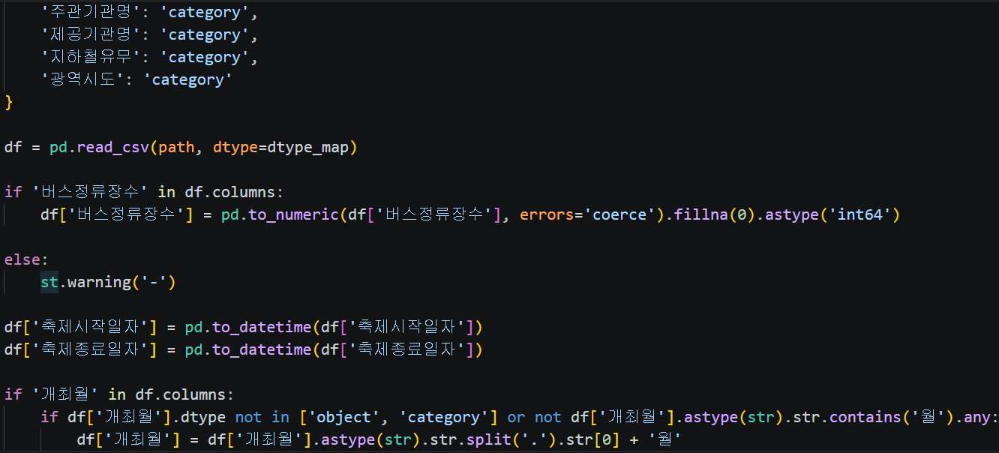 '주관기관명': 'category',
'제공기관명': 'category',
'지하철유무': 'category',
'광역시도': 'category'
}
df = pd.read_csv(path, dtype=dtype_map)
if '버스정류장수' in df.columns:
df['버스정류장수'] = pd.to_numeric(df['버스정류장수'], errors='coerce').fillna(0).astype('int64')
else:
st.warning('-')
df['축제시작일자'] = pd.to_datetime(df['축제시작일자'])
df['축제종료일자'] = pd.to_datetime(df['축제종료일자'])
if '개최월' in df.columns:
if df['개최월'].dtype not in ['object', 'category'] or not df['개최월'].astype(str).str.contains('월').any:
df['개최월'] = df['개최월'].astype(str).str.split('.').str[0] + '월'